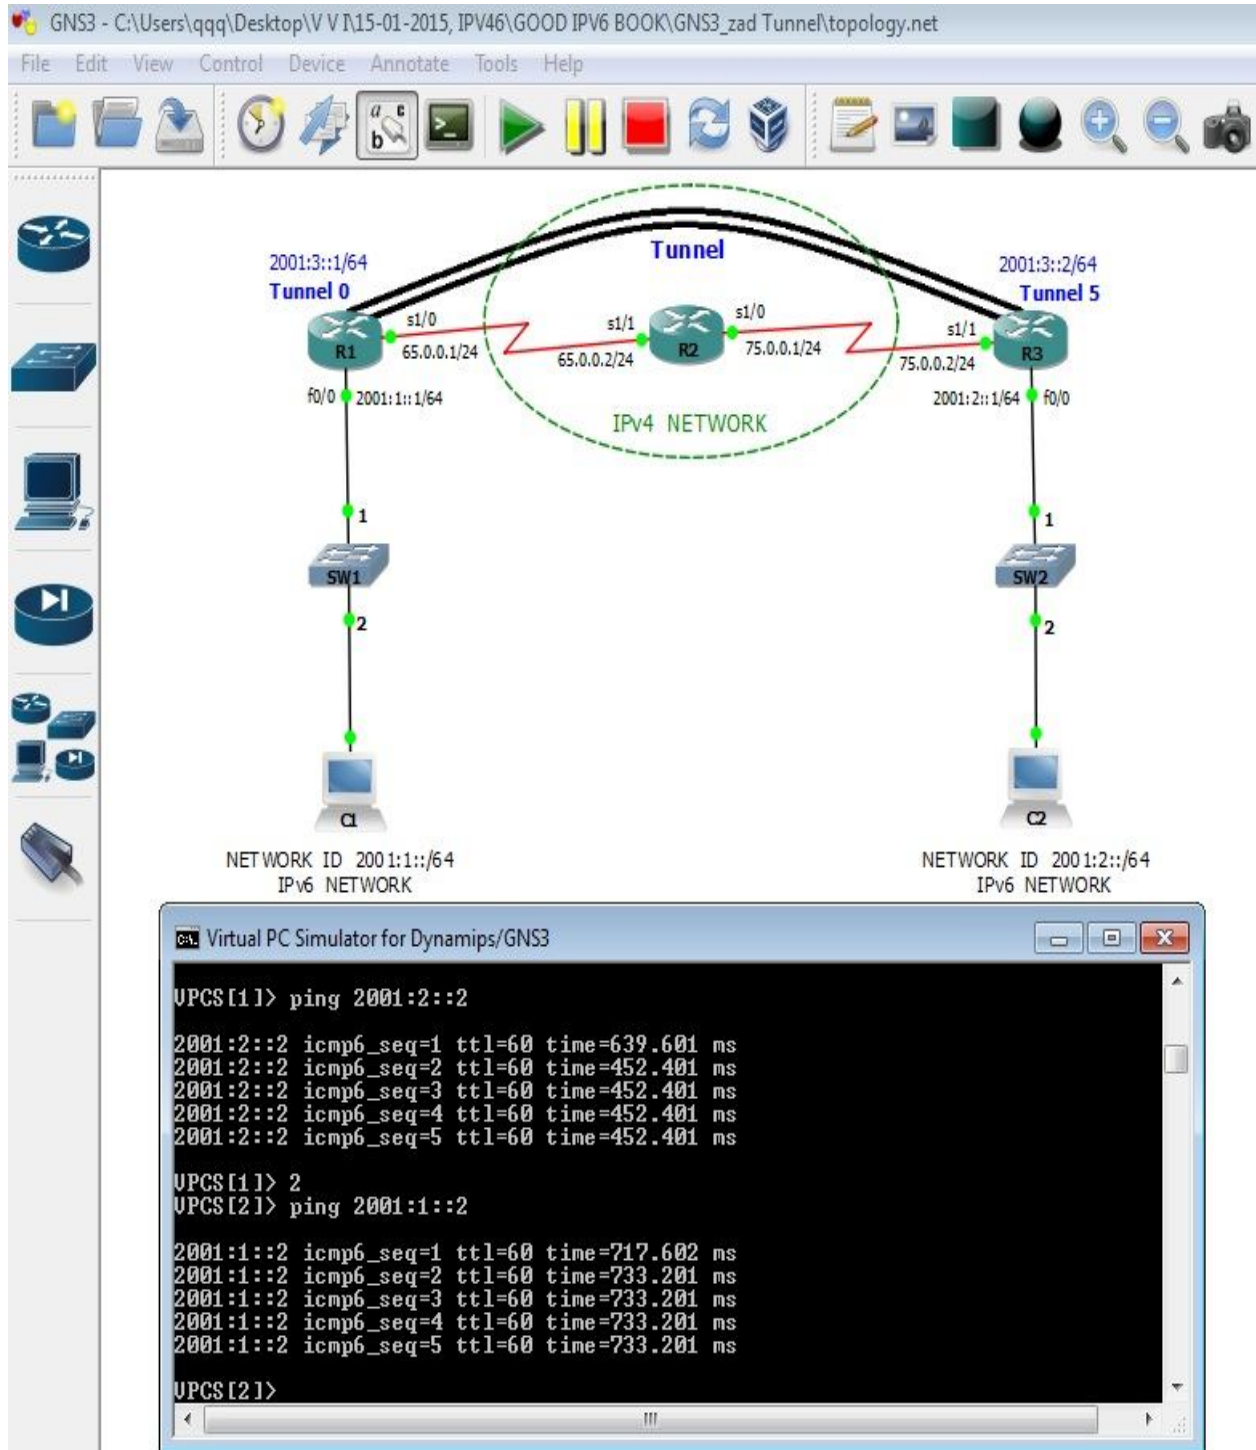 GNS3 - C:\Users\qqq\Desktop\V V I\15-01-2015, IPV46\GOOD IPV6 BOOK\GNS3_zad Tunnel\topology.net
File Edit View Control Device Annotate Tools Help
a c
b
Tunnel
2001:3::1/64
Tunnel 0
2001:3::2/64
Tunnel 5
s1/0
s1/1
s1/0
s1/1
R1
R2
R3
65.0.0.1/24
65.0.0.2/24
75.0.0.1/24
75.0.0.2/24
f0/0
2001:1::1/64
2001:2::1/64
f0/0
IPv4 NETWORK
1
1
SW1
SW2
2
2
C1
C2
NETWORK ID 2001:1::/64
IPv6 NETWORK
NETWORK ID 2001:2::/64
IPv6 NETWORK
C:\.
Virtual PC Simulator for Dynamips/GNS3
VPCS[1]> ping 2001:2::2
2001:2::2 icmp6_seq=1 ttl=60 time=639.601 ms
2001:2::2 icmp6_seq=2 ttl=60 time=452.401 ms
2001:2::2 icmp6_seq=3 ttl=60 time=452.401 ms
2001:2::2 icmp6_seq=4 ttl=60 time=452.401 ms
2001:2::2 icmp6_seq=5 ttl=60 time=452.401 ms
VPCS[1]> 2
VPCS[2]> ping 2001:1::2
2001:1::2 icmp6_seq=1 ttl=60 time=717.602 ms
2001:1::2 icmp6_seq=2 ttl=60 time=733.201 ms
2001:1::2 icmp6_seq=3 ttl=60 time=733.201 ms
2001:1::2 icmp6_seq=4 ttl=60 time=733.201 ms
2001:1::2 icmp6_seq=5 ttl=60 time=733.201 ms
VPCS[2]>